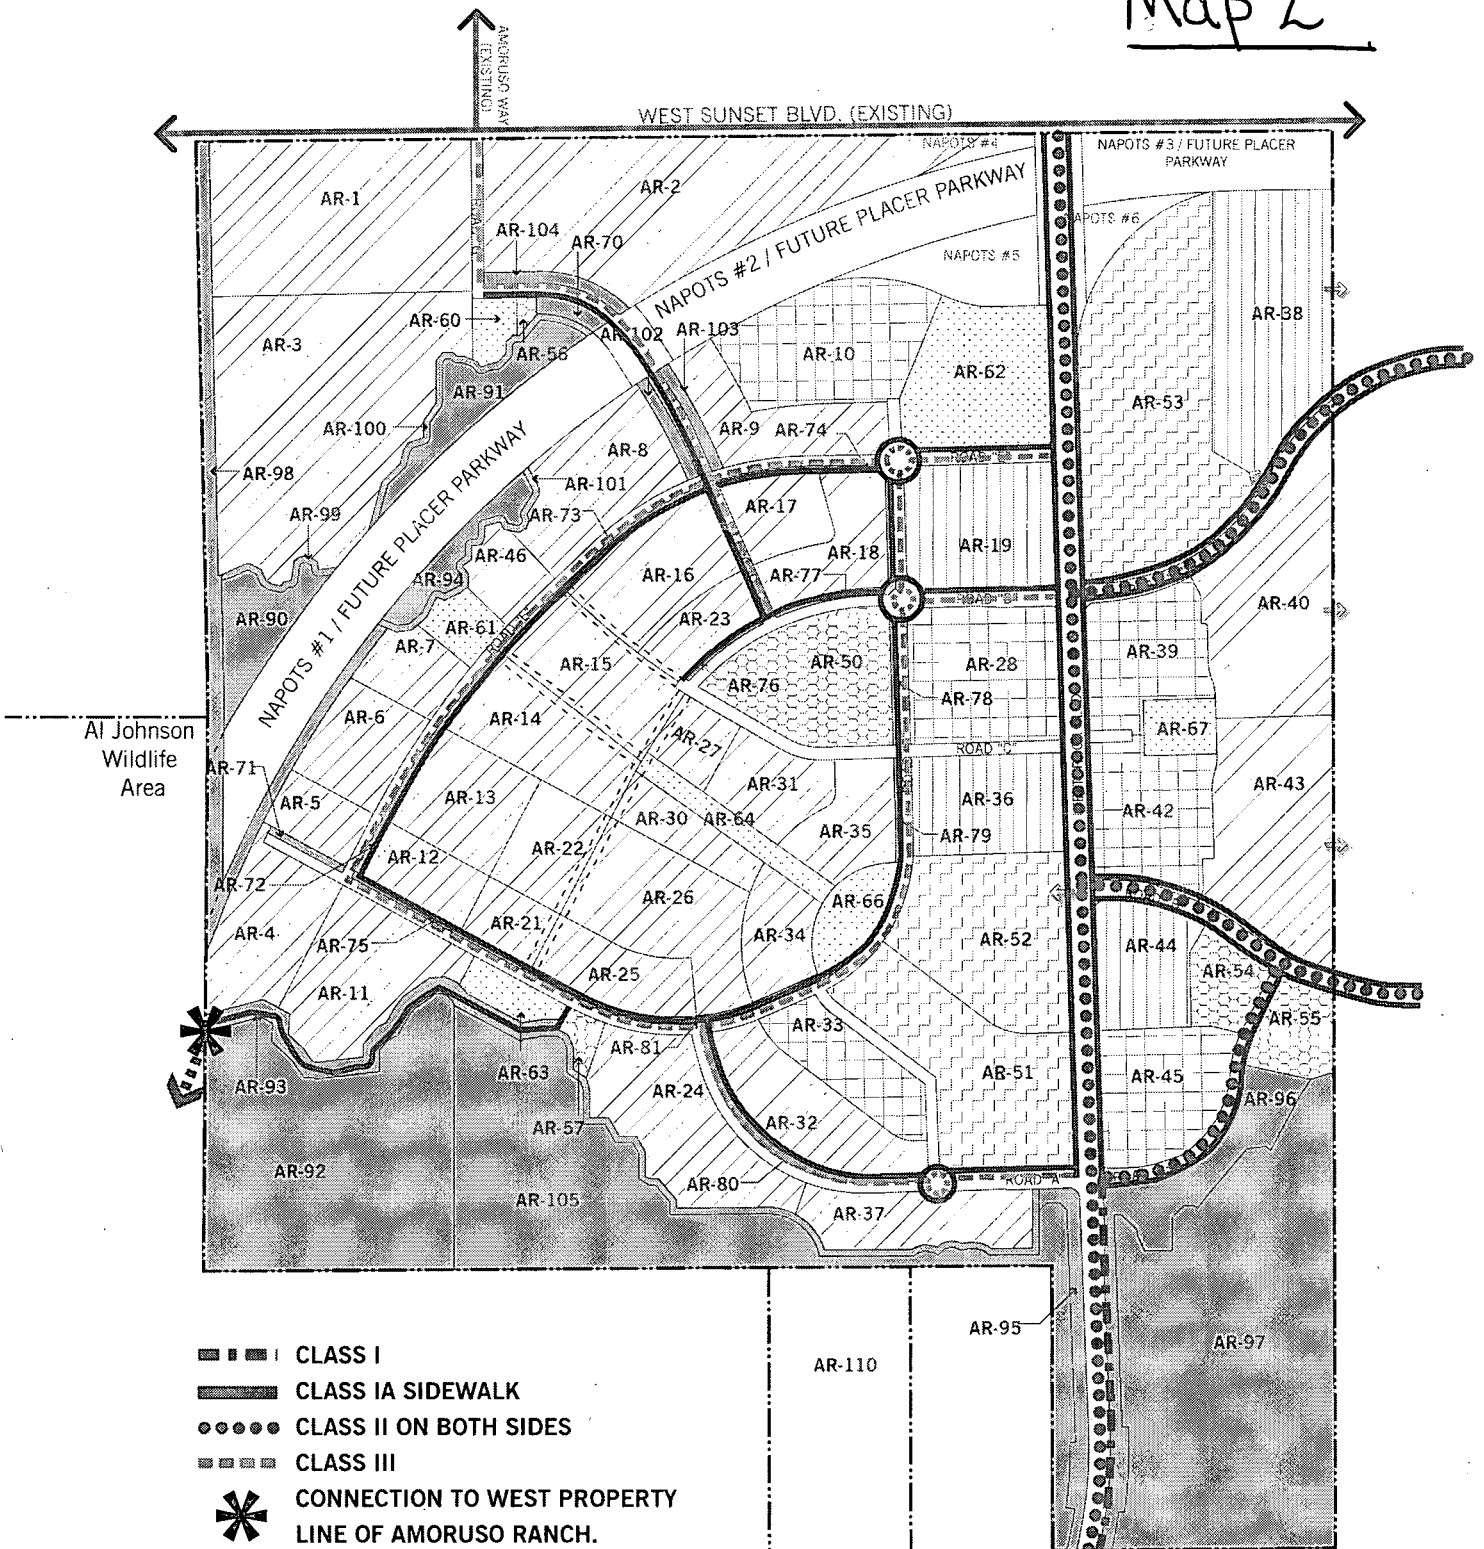 Map 2
AMORUSO WAY
(EXISTING)
WEST SUNSET BLVD. (EXISTING)
NAPOTS #4
NAPOTS #3 / FUTURE PLACER
PARKWAY
AR-1
AR-2
NAPOTS #2 / FUTURE PLACER PARKWAY
NAPOTS #6
AR-104
AR-70
NAPOTS #5
AR-38
AR-60
AR-102
AR-103
AR-3
AR-56
AR-10
AR-62
AR-91
AR-53
AR-100
AR-9
AR-74
AR-8
ROAD
AR-98
AR-101
AR-99
AR-73
AR-17
NAPOTS #1 / FUTURE PLACER PARKWAY
AR-46
AR-18
AR-19
AR-94
AR-16
AR-77
ROAD "B"
AR-40
AR-90
AR-61
AR-23
AR-7
ROAD
AR-15
AR-50
AR-28
AR-39
AR-76
AR-78
AR-6
AR-14
Al Johnson
Wildlife
Area
AR-27
ROAD "C"
AR-67
AR-71
AR-5
AR-13
AR-31
AR-36
AR-42
AR-43
AR-30
AR-64
AR-35
AR-79
AR-12
AR-22
AR-72
AR-26
AR-66
AR-4
AR-75
AR-21
AR-34
AR-52
AR-44
AR-54
AR-25
AR-11
AR-33
AR-55
AR-81
AR-93
AR-63
AR-24
AR-51
AR-45
AR-96
AR-57
AR-32
AR-92
AR-105
AR-80
ROAD "A"
AR-37
AR-95
AR-97
AR-110
CLASS I
CLASS IA SIDEWALK
CLASS II ON BOTH SIDES
CLASS III
CONNECTION TO WEST PROPERTY
LINE OF AMORUSO RANCH.